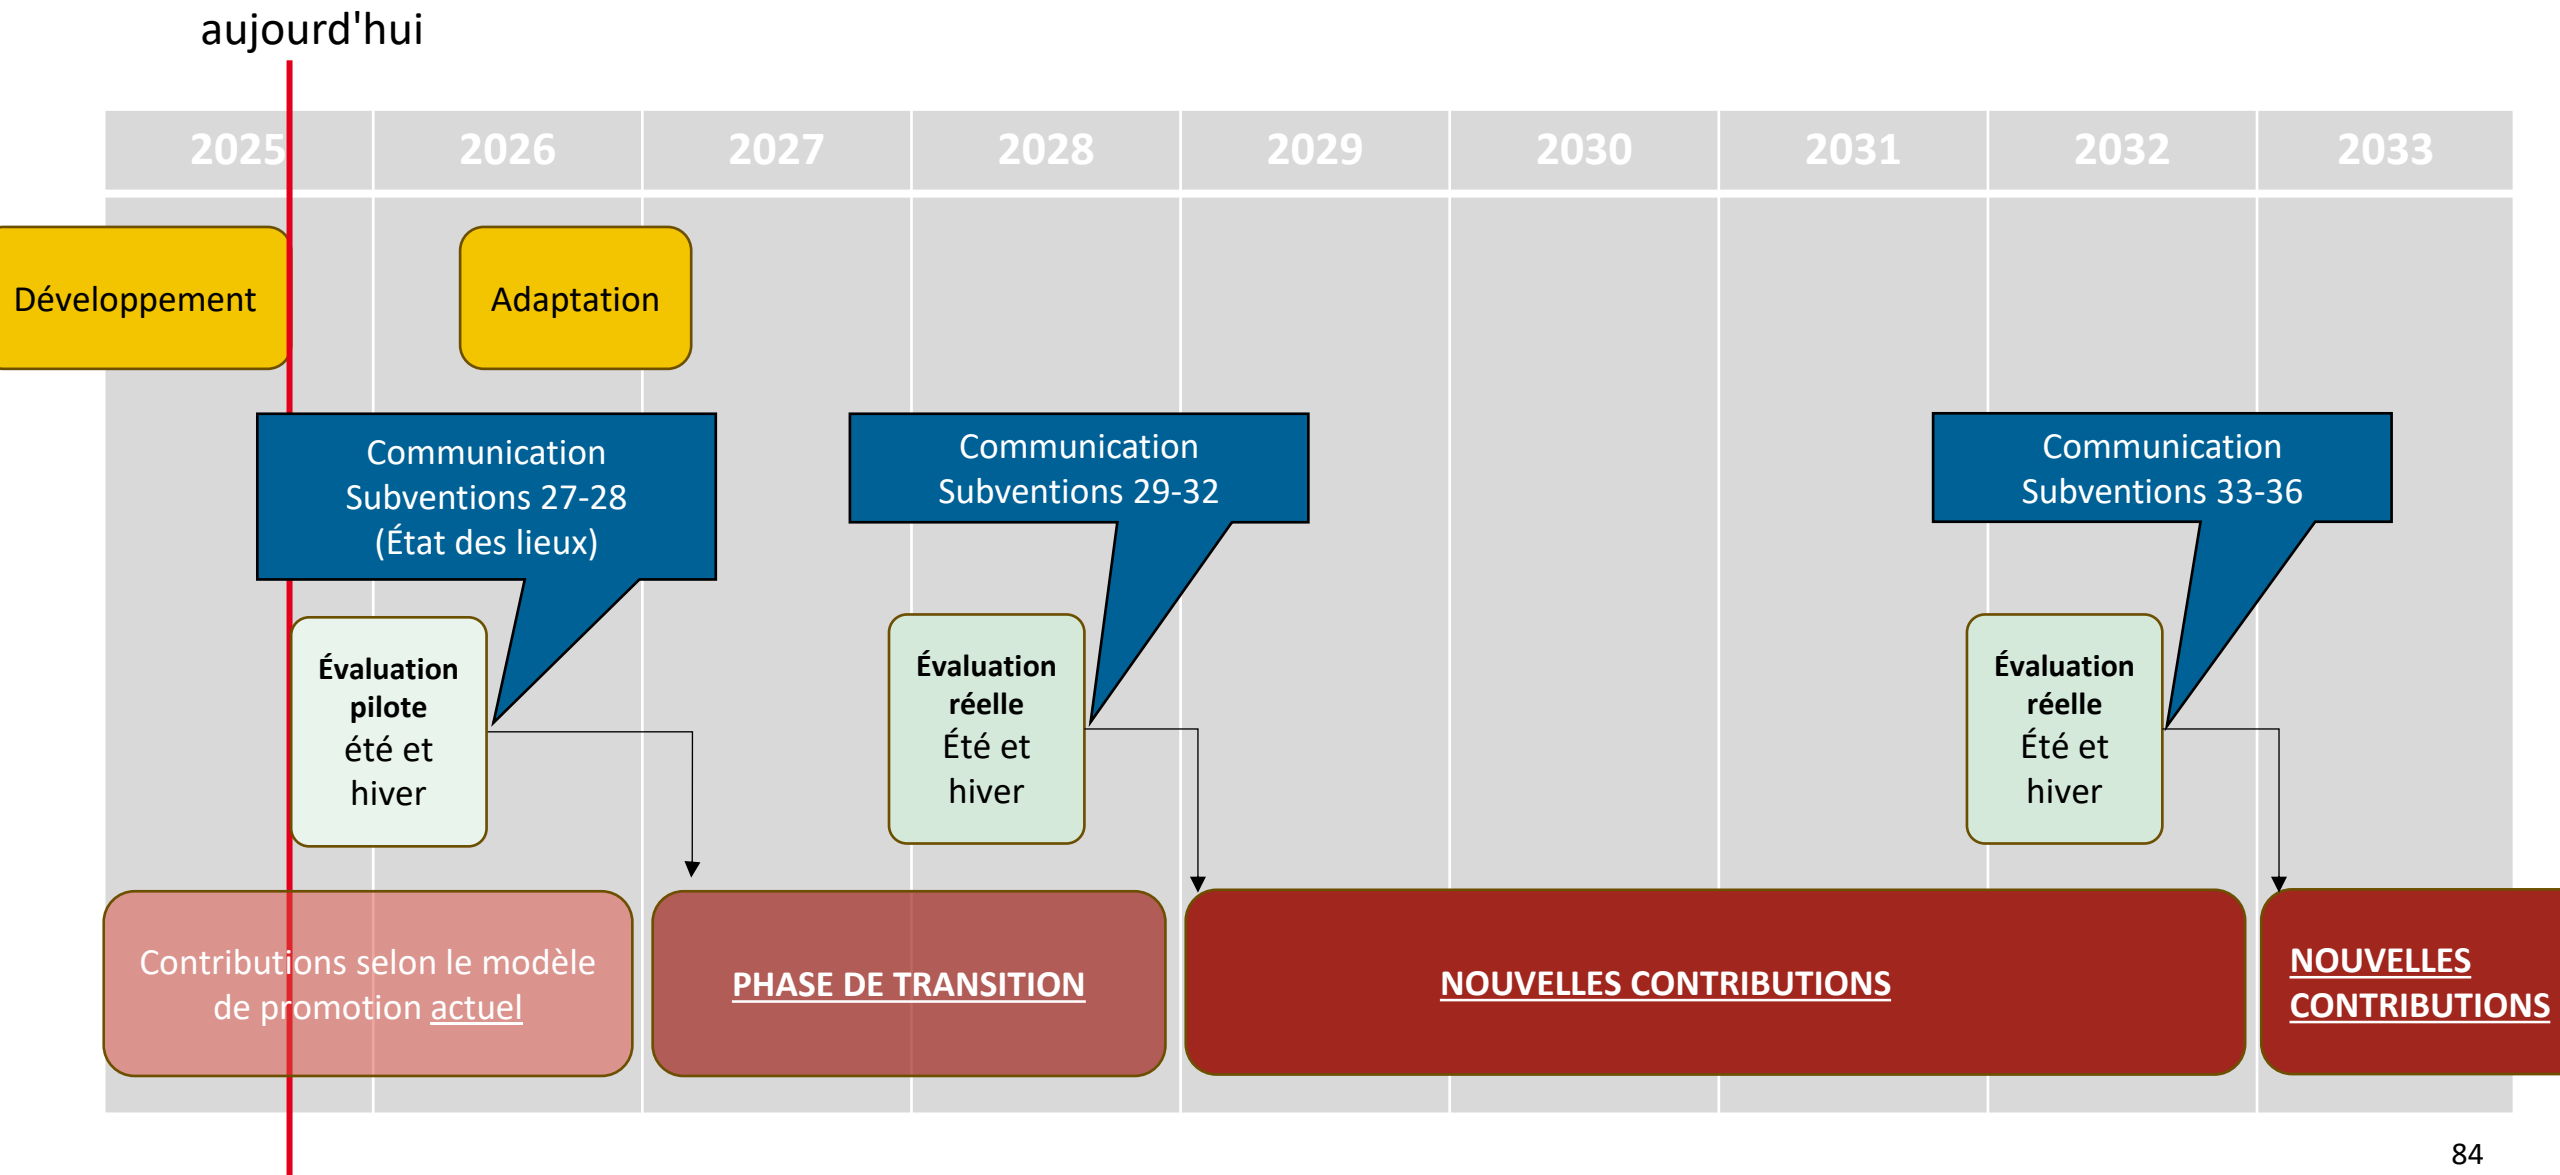 aujourd'hui
2025 2026 2027 2028 2029 2030 2031 2032 2033
Développement
Adaptation
Communication
Subventions 27-28
(État des lieux)
Communication
Subventions 29-32
Communication
Subventions 33-36
Évaluation
pilote
été et
hiver
Évaluation
réelle
Été et
hiver
Évaluation
réelle
Été et
hiver
Contributions selon le modèle
de promotion actuel
PHASE DE TRANSITION
NOUVELLES CONTRIBUTIONS
NOUVELLES
CONTRIBUTIONS
84